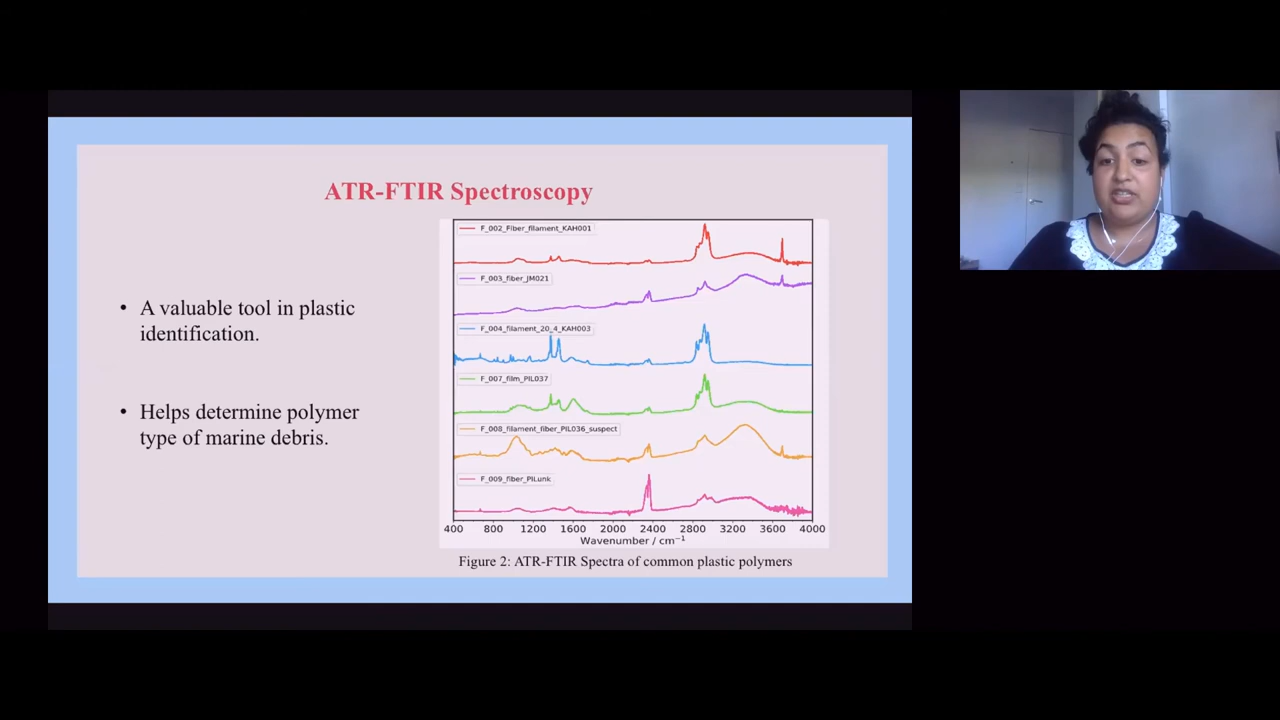 ATR-FTIR Spectroscopy
• A valuable tool in plastic
identification.
• Helps determine polymer
type of marine debris.
F_002_Fiber_filament_KAH001
F_003_fiber_JM021
F_004_filament_20_4_KAH003
F_007_film_PIL037
F_008_filament_fiber_PIL036_suspect
F_009_fiber_PILunk
400 800 1200 1600 2000 2400 2800 3200 3600 4000
Wavenumber / cm⁻¹
Figure 2: ATR-FTIR Spectra of common plastic polymers